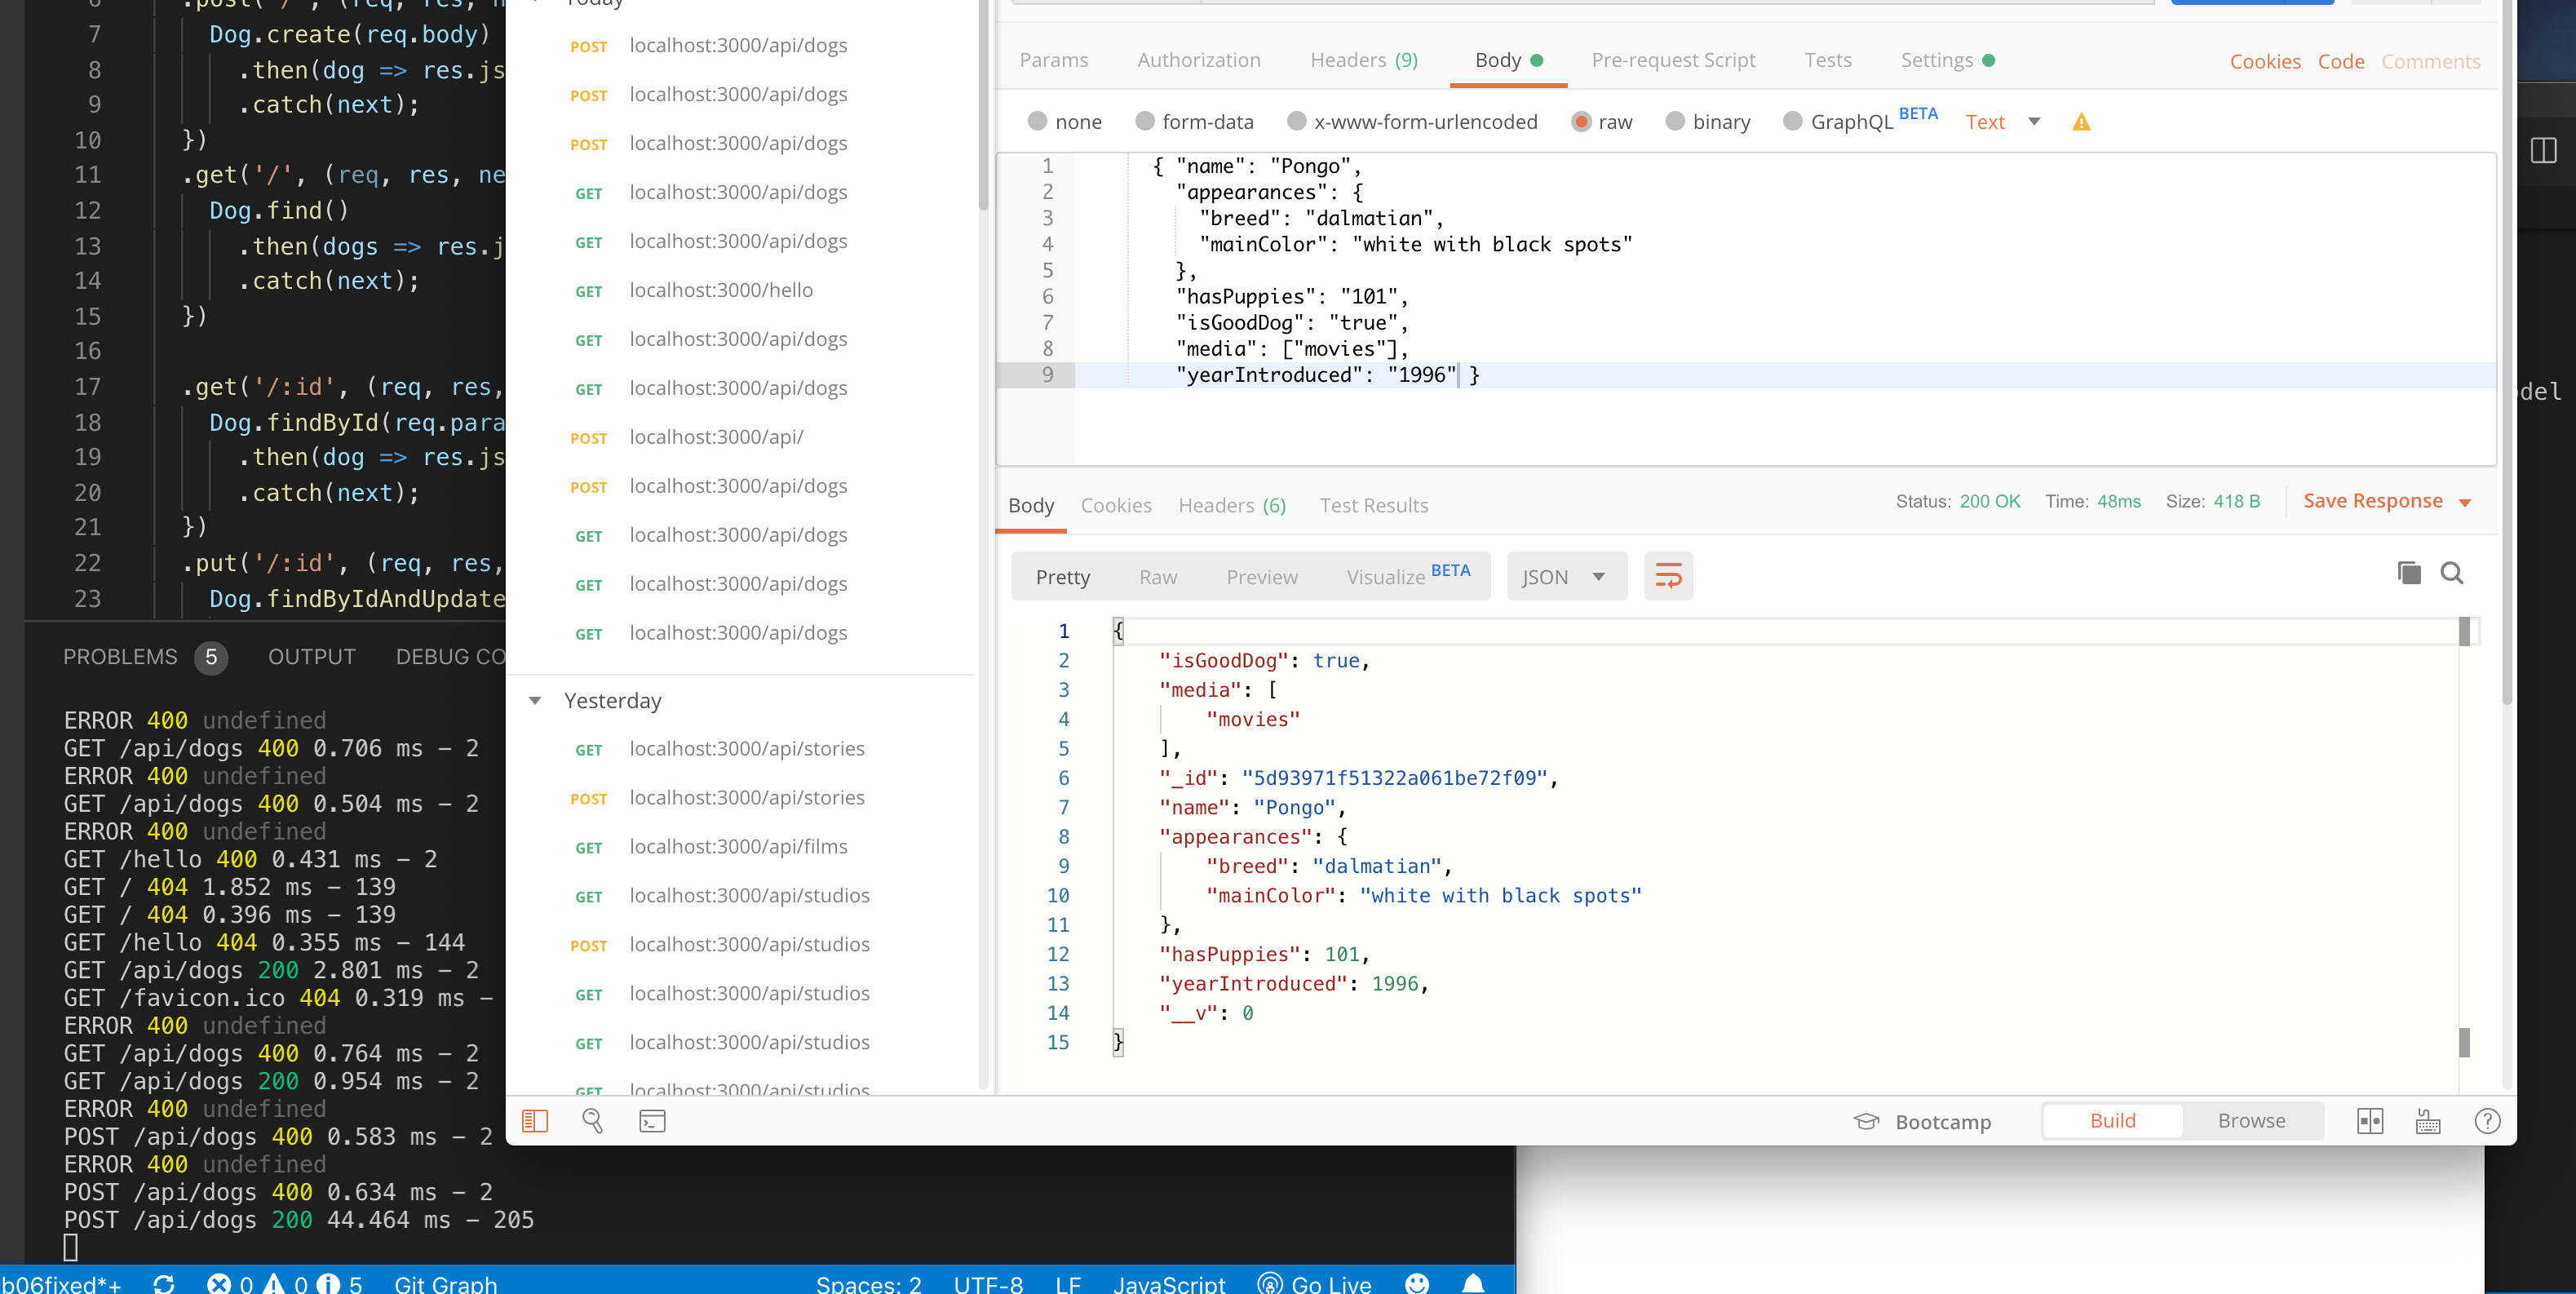 6 .post('/', (req, res, n
7 Dog.create(req.body)
8 .then(dog => res.js
9 .catch(next);
10 })
11 .get('/', (req, res, ne
12 Dog.find()
13 .then(dogs => res.j
14 .catch(next);
15 })
16
17 .get('/:id', (req, res,
18 Dog.findById(req.para
19 .then(dog => res.js
20 .catch(next);
21 })
22 .put('/:id', (req, res,
23 Dog.findByIdAndUpdate
PROBLEMS 5 OUTPUT DEBUG CO
ERROR 400 undefined
GET /api/dogs 400 0.706 ms - 2
ERROR 400 undefined
GET /api/dogs 400 0.504 ms - 2
ERROR 400 undefined
GET /hello 400 0.431 ms - 2
GET / 404 1.852 ms - 139
GET / 404 0.396 ms - 139
GET /hello 404 0.355 ms - 144
GET /api/dogs 200 2.801 ms - 2
GET /favicon.ico 404 0.319 ms -
ERROR 400 undefined
GET /api/dogs 400 0.764 ms - 2
GET /api/dogs 200 0.954 ms - 2
ERROR 400 undefined
POST /api/dogs 400 0.583 ms - 2
ERROR 400 undefined
POST /api/dogs 400 0.634 ms - 2
POST /api/dogs 200 44.464 ms - 205
b06fixed*+ 0 0 5 Git Graph Spaces: 2 UTF-8 LF JavaScript Go Live
Today
POST localhost:3000/api/dogs
POST localhost:3000/api/dogs
POST localhost:3000/api/dogs
GET localhost:3000/api/dogs
GET localhost:3000/api/dogs
GET localhost:3000/hello
GET localhost:3000/api/dogs
GET localhost:3000/api/dogs
POST localhost:3000/api/
POST localhost:3000/api/dogs
GET localhost:3000/api/dogs
GET localhost:3000/api/dogs
GET localhost:3000/api/dogs
Yesterday
GET localhost:3000/api/stories
POST localhost:3000/api/stories
GET localhost:3000/api/films
GET localhost:3000/api/studios
POST localhost:3000/api/studios
GET localhost:3000/api/studios
GET localhost:3000/api/studios
GET localhost:3000/api/studios
Params Authorization Headers (9) Body Pre-request Script Tests Settings Cookies Code Comments
none form-data x-www-form-urlencoded raw binary GraphQL BETA Text
1 { "name": "Pongo",
2 "appearances": {
3 "breed": "dalmatian",
4 "mainColor": "white with black spots"
5 },
6 "hasPuppies": "101",
7 "isGoodDog": "true",
8 "media": ["movies"],
9 "yearIntroduced": "1996" }
Body Cookies Headers (6) Test Results Status: 200 OK Time: 48ms Size: 418 B Save Response
Pretty Raw Preview Visualize BETA JSON
1 {
2 "isGoodDog": true,
3 "media": [
4 "movies"
5 ],
6 "_id": "5d93971f51322a061be72f09",
7 "name": "Pongo",
8 "appearances": {
9 "breed": "dalmatian",
10 "mainColor": "white with black spots"
11 },
12 "hasPuppies": 101,
13 "yearIntroduced": 1996,
14 "__v": 0
15 }
Bootcamp Build Browse
odel